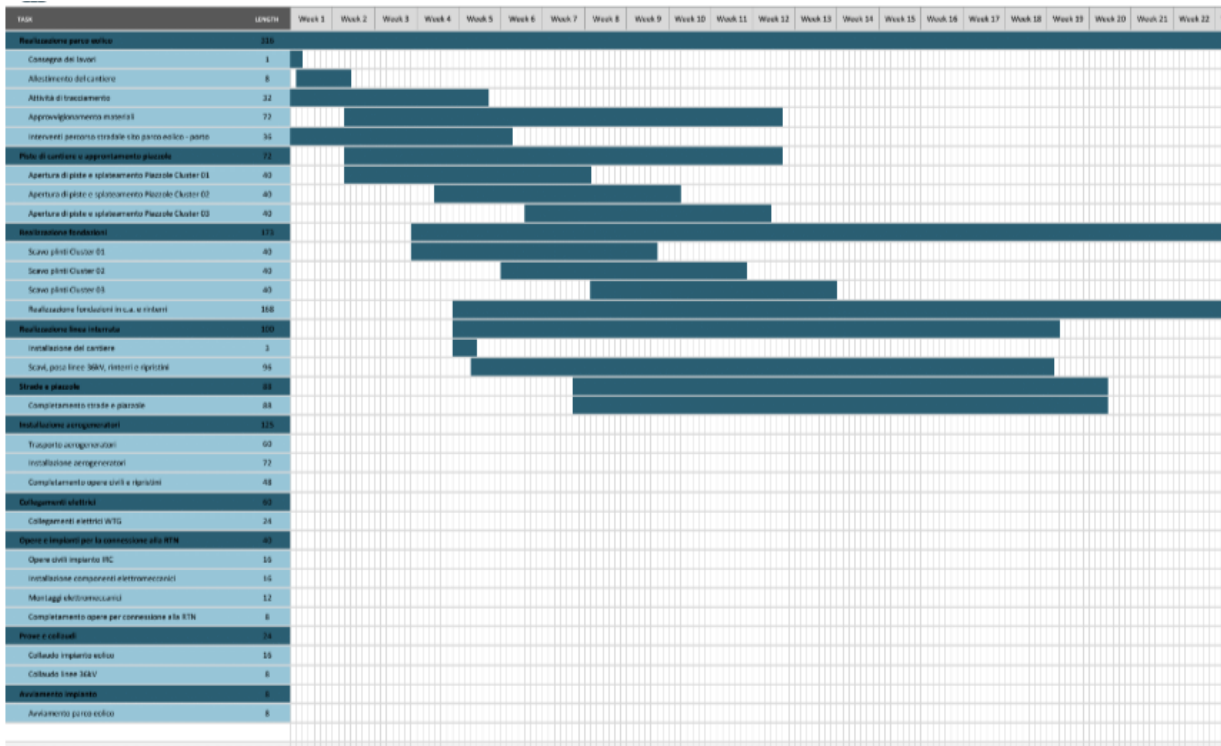 TASK LENGTH Week 1 Week 2 Week 3 Week 4 Week 5 Week 6 Week 7 Week 8 Week 9 Week 10 Week 11 Week 12 Week 13 Week 14 Week 15 Week 16 Week 17 Week 18 Week 19 Week 20 Week 21 Week 22
Realizzazione parco eolico
Consegna dei lavori 1
Allestimento del cantiere 8
Attività di tracciamento 32
Approvvigionamento materiali 72
Interventi percorso stradale sito parco eolico - porto 36
Piste di cantiere e approntamento piazzole 72
Apertura di piste e splateamento Piazzole Cluster 01 40
Apertura di piste e splateamento Piazzole Cluster 02 40
Apertura di piste e splateamento Piazzole Cluster 03 40
Realizzazione fondazioni
Scavo plinti Cluster 01 40
Scavo plinti Cluster 02 40
Scavo plinti Cluster 03 40
Realizzazione fondazioni in c.a. e rinterri 168
Realizzazione linea interrata 100
Installazione del cantiere 3
Scavi, posa linee 36kV, rinterri e ripristini 96
Strade e piazzole 88
Completamento strade e piazzole 88
Installazione aerogeneratori 125
Trasporto aerogeneratori 60
Installazione aerogeneratori 72
Completamento opere civili e ripristini 48
Collegamenti elettrici 60
Collegamenti elettrici WTG 24
Opere e impianti per la connessione alla RTN 40
Opere civili impianto IRC 16
Installazione componenti elettromeccanici 16
Montaggi elettromeccanici 12
Completamento opere per connessione alla RTN 8
Prove e collaudi 24
Collaudo impianto eolico 16
Collaudo linee 36kV 8
Avviamento impianto
Avviamento parco eolico 8